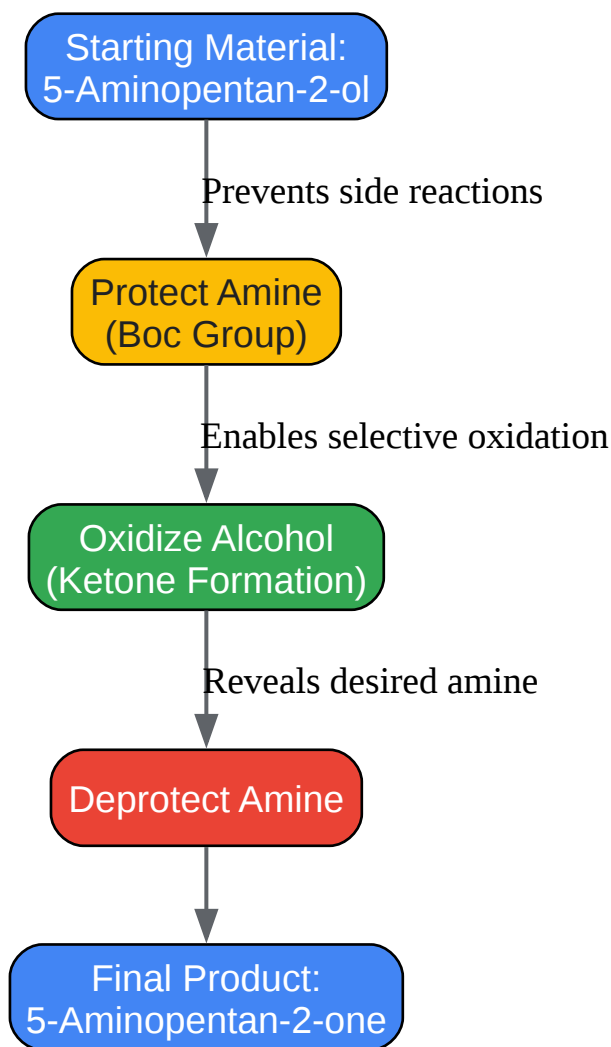 Starting Material:
5-Aminopentan-2-ol
Prevents side reactions
Protect Amine
(Boc Group)
Enables selective oxidation
Oxidize Alcohol
(Ketone Formation)
Reveals desired amine
Deprotect Amine
Final Product:
5-Aminopentan-2-one